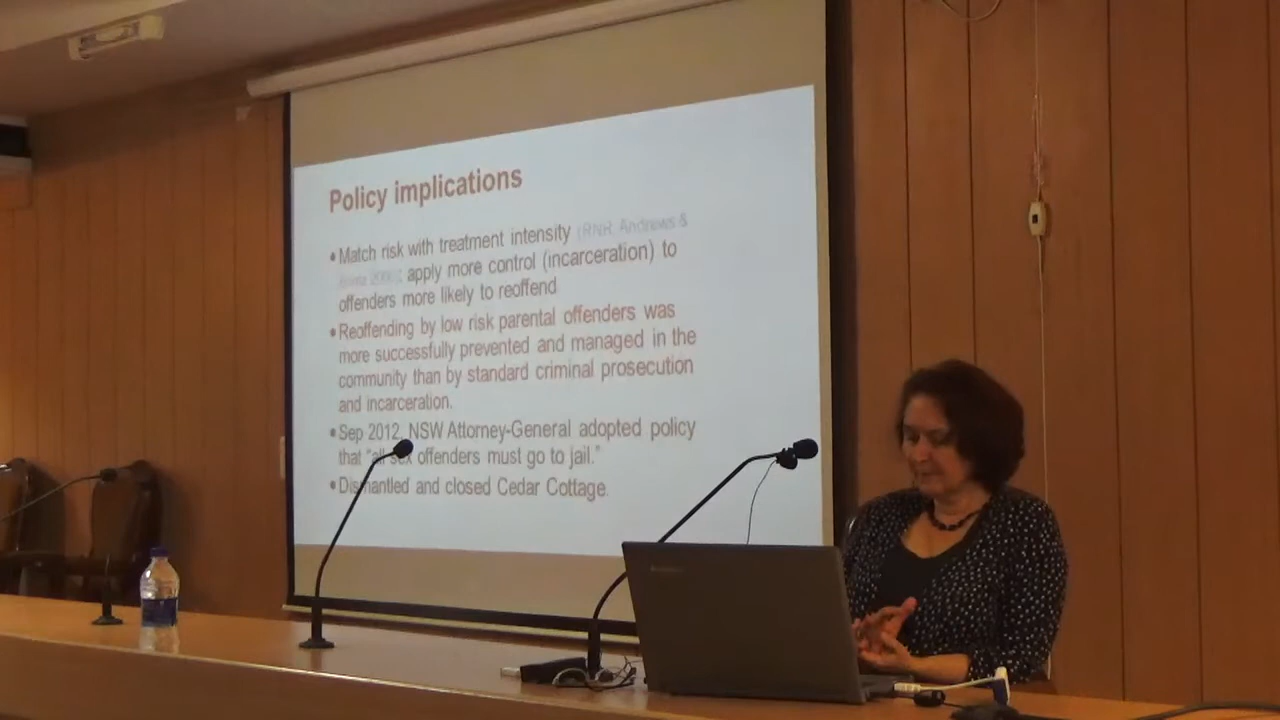 Policy implications
• Match risk with treatment intensity (RNR, Andrews &
apply more control (incarceration) to
offenders more likely to reoffend
• Reoffending by low risk parental offenders was
more successfully prevented and managed in the
community than by standard criminal prosecution
and incarceration.
• Sep 2012, NSW Attorney-General adopted policy
that "all sex offenders must go to jail."
• Dismantled and closed Cedar Cottage.